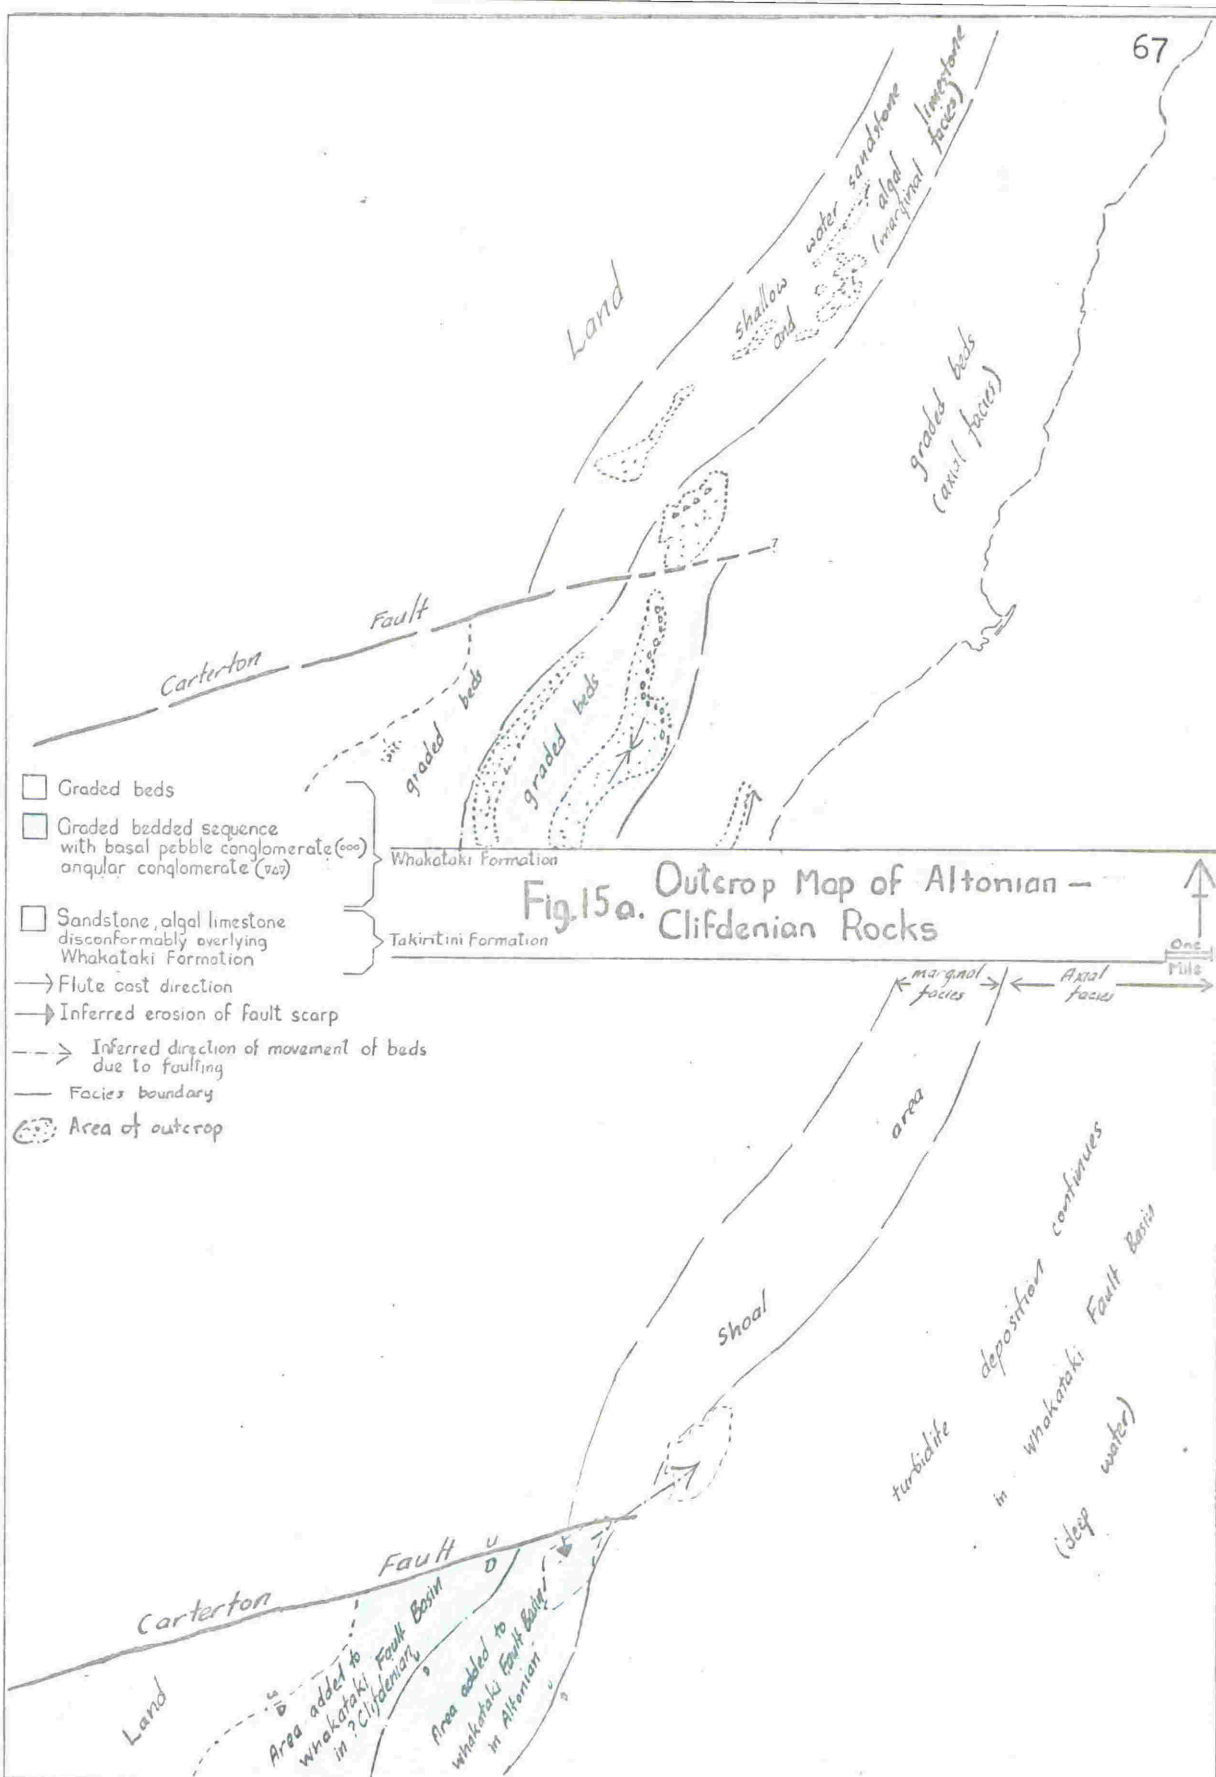 67
shallow water sandstone
and algal limestone
(marginal facies)
Land
graded beds
(axial facies)
?
Carterton Fault
graded beds
graded beds
Graded beds
Graded bedded sequence
with basal pebble conglomerate (ooo)
angular conglomerate (▽△▽)
Whakataki Formation
Sandstone, algal limestone
disconformably overlying
Whakataki Formation
Takiritini Formation
Flute cast direction
Inferred erosion of fault scarp
Inferred direction of movement of beds
due to faulting
Facies boundary
Area of outcrop
Fig.15a. Outcrop Map of Altonian –
Clifdenian Rocks
One
Mile
marginal
facies
Axial
facies
Shoal area
turbidite deposition continues
in Whakataki Fault Basin
(deep water)
Carterton Fault
U
D
Land
U
D
Area added to
Whakataki Fault Basin
in ?Clifdenian
U
D
Area added to
Whakataki Fault Basin
in Altonian
U
D